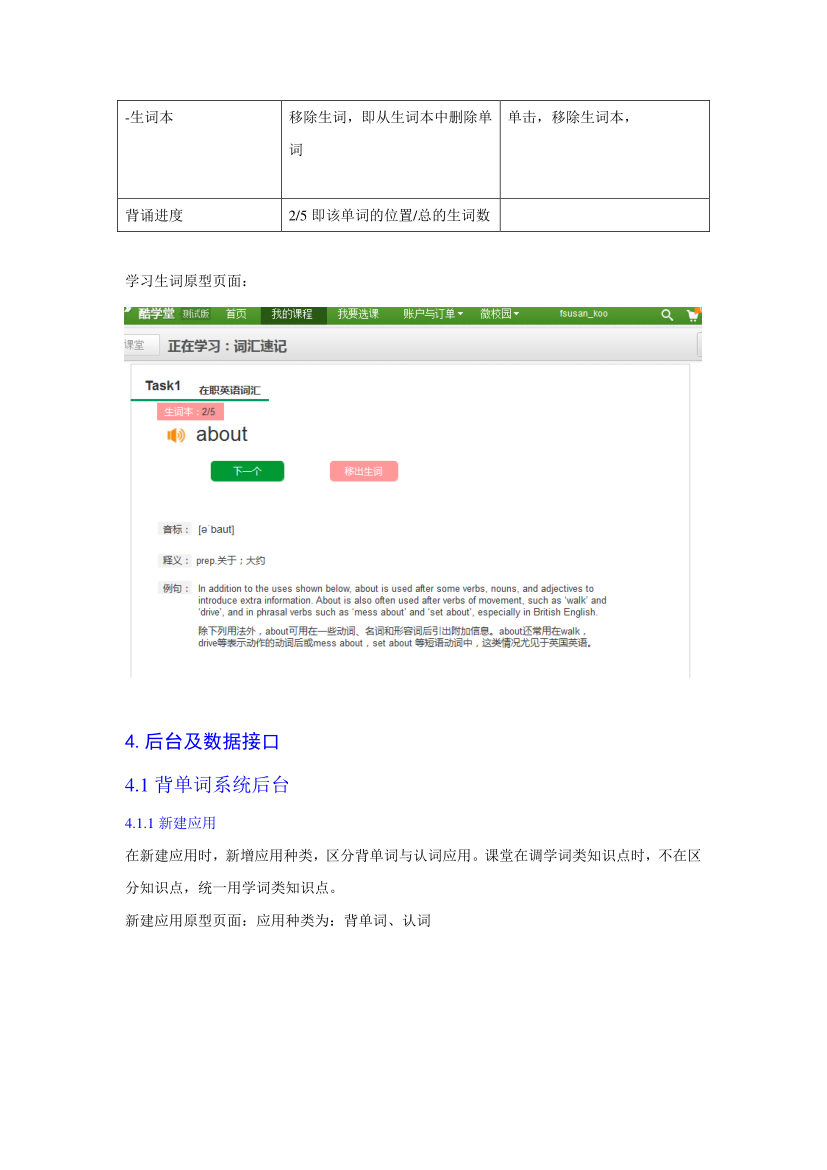 -生词本 移除生词，即从生词本中删除单 单击，移除生词本，
词
背诵进度 2/5 即该单词的位置/总的生词数
学习生词原型页面：
酷学堂 测试版 首页 我的课程 我要选课 账户与订单 微校园 fsusan_koo
课堂 正在学习：词汇速记
Task1 在职英语词汇
生词本：2/5
about
下一个 移出生词
音标： [ə`baut]
释义： prep.关于；大约
例句： In addition to the uses shown below, about is used after some verbs, nouns, and adjectives to
introduce extra information. About is also often used after verbs of movement, such as 'walk' and
'drive', and in phrasal verbs such as 'mess about' and 'set about', especially in British English.
除下列用法外，about可用在一些动词、名词和形容词后引出附加信息。about还常用在walk，
drive等表示动作的动词后或mess about，set about 等短语动词中，这类情况尤见于英国英语。
4. 后台及数据接口
4.1 背单词系统后台
4.1.1 新建应用
在新建应用时，新增应用种类，区分背单词与认词应用。课堂在调学词类知识点时，不在区
分知识点，统一用学词类知识点。
新建应用原型页面：应用种类为：背单词、认词